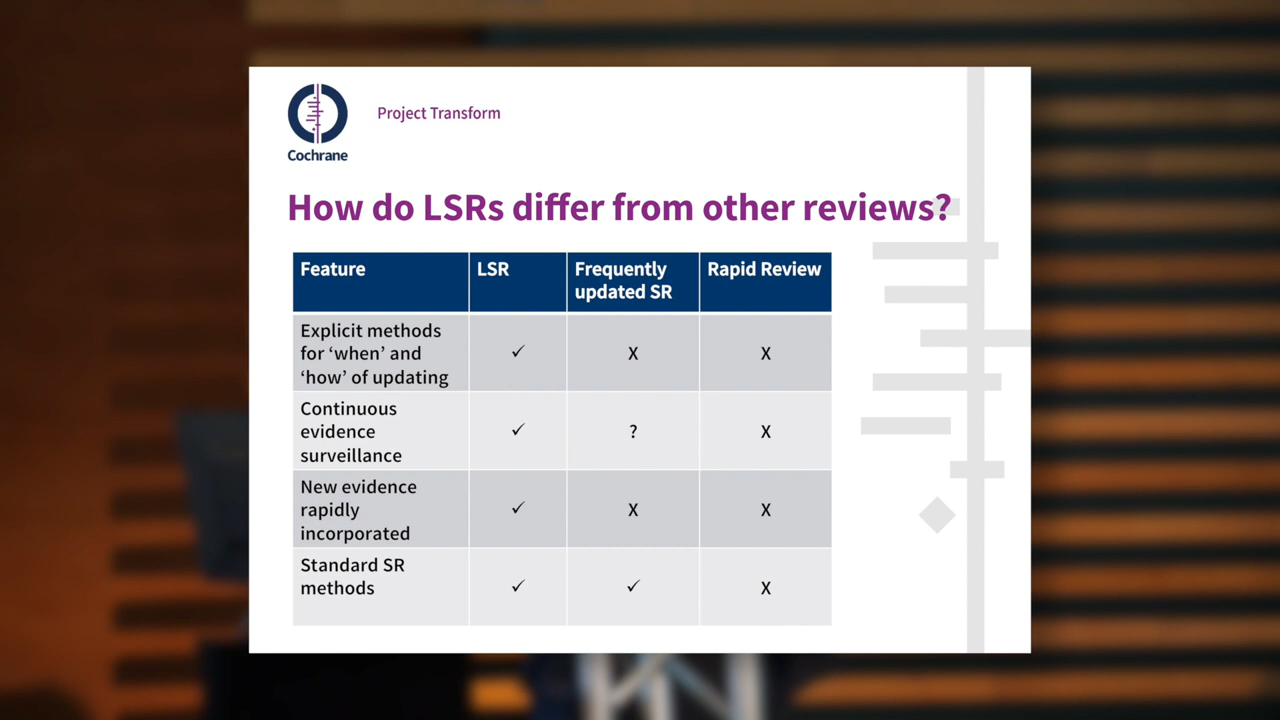 Cochrane
Project Transform
How do LSRs differ from other reviews?
Feature
LSR
Frequently
updated SR
Rapid Review
Explicit methods
for ‘when’ and
‘how’ of updating
✓
X
X
Continuous
evidence
surveillance
✓
?
X
New evidence
rapidly
incorporated
✓
X
X
Standard SR
methods
✓
✓
X